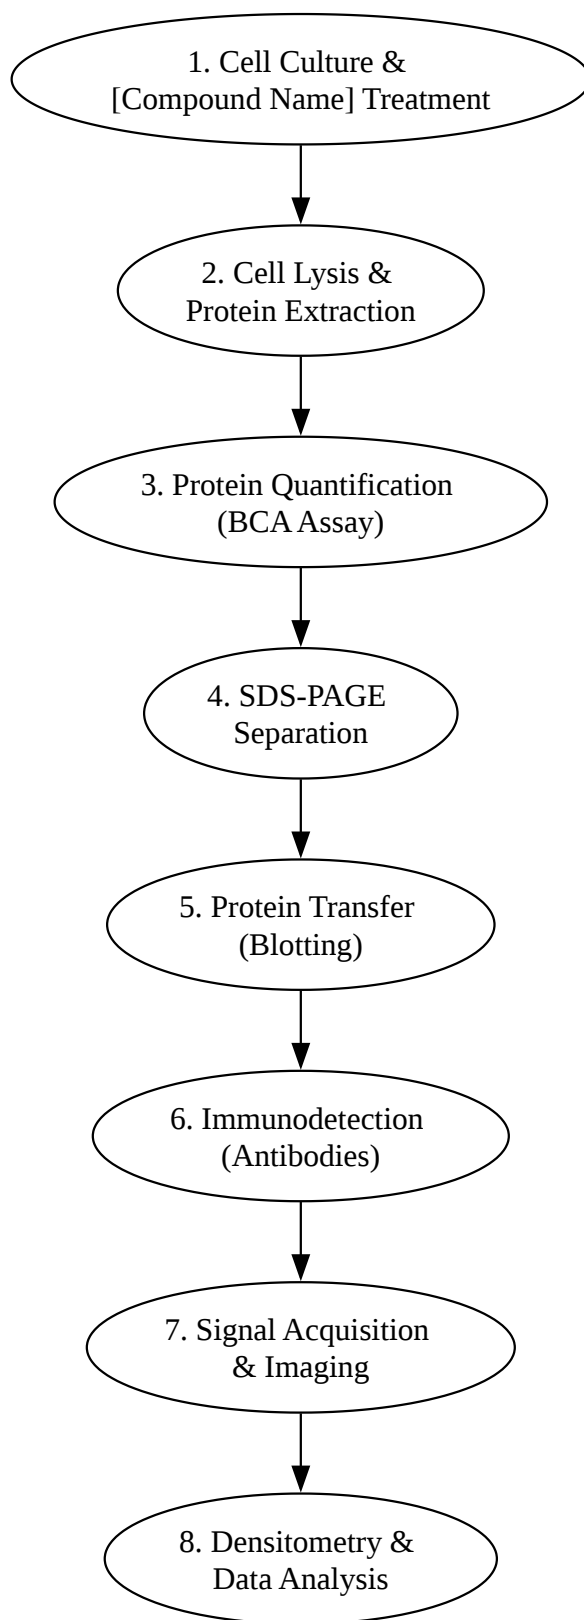 1. Cell Culture &
[Compound Name] Treatment
2. Cell Lysis &
Protein Extraction
3. Protein Quantification
(BCA Assay)
4. SDS-PAGE
Separation
5. Protein Transfer
(Blotting)
6. Immunodetection
(Antibodies)
7. Signal Acquisition
& Imaging
8. Densitometry &
Data Analysis